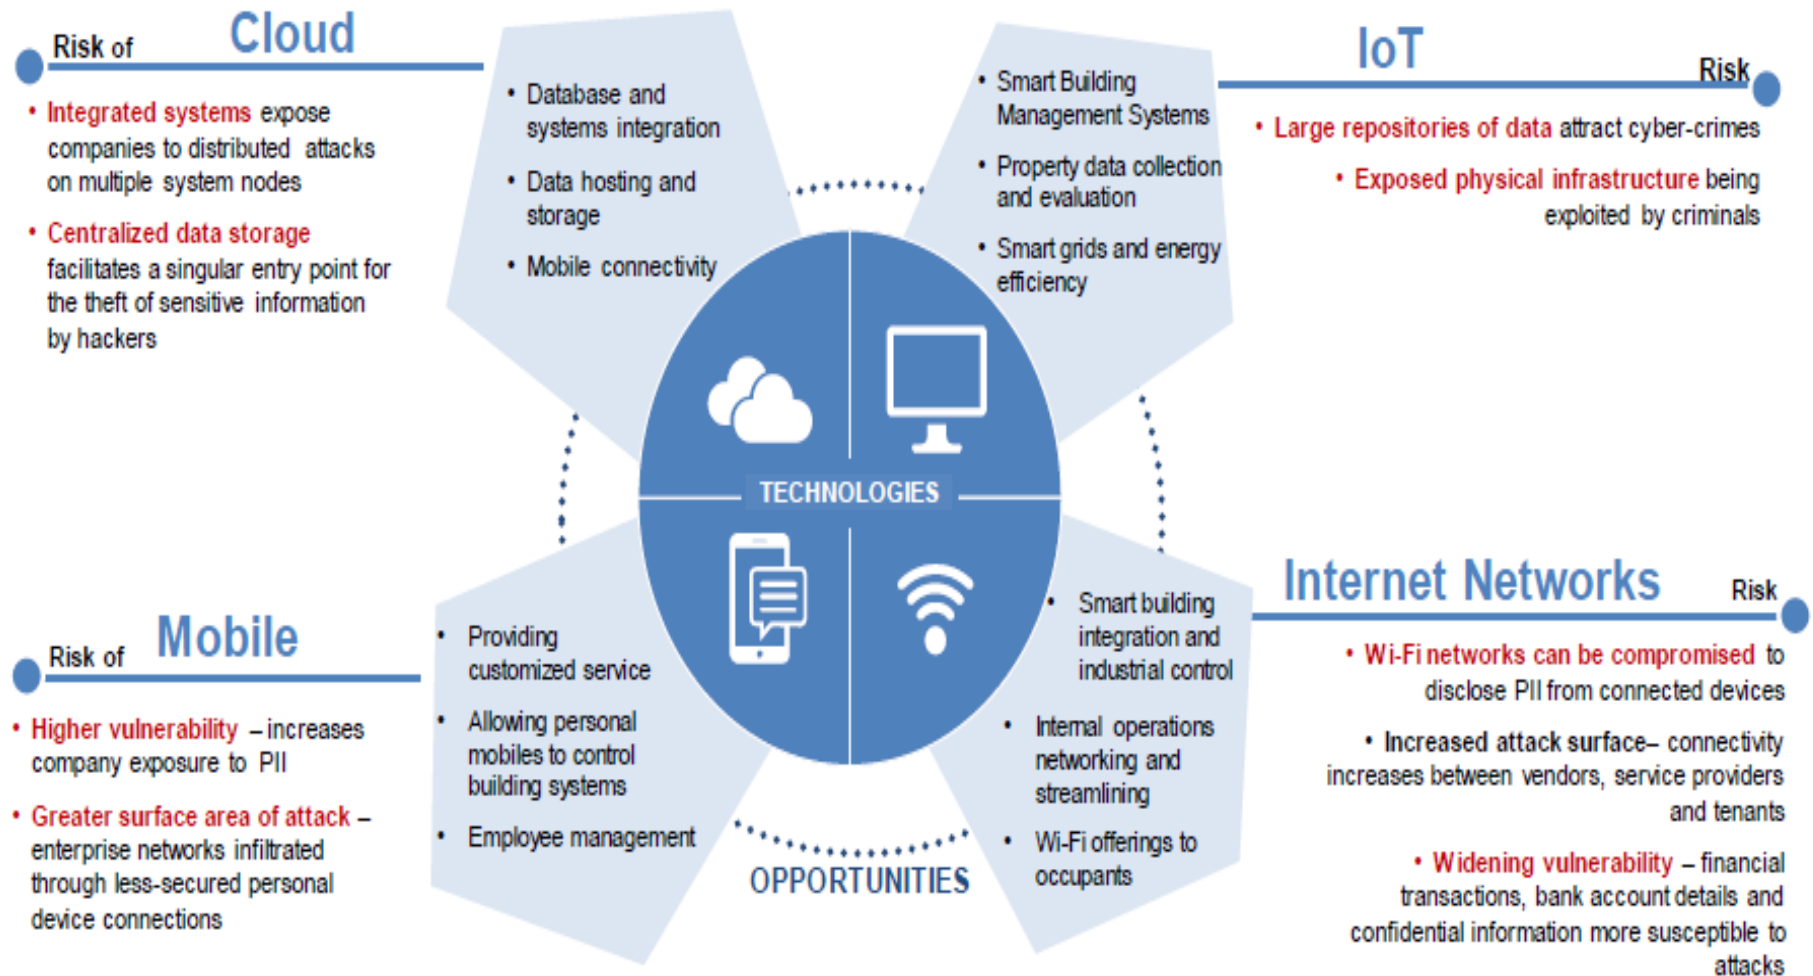 Risk of Cloud
• Integrated systems expose
companies to distributed attacks
on multiple system nodes
• Centralized data storage
facilitates a singular entry point for
the theft of sensitive information
by hackers
• Database and
systems integration
• Data hosting and
storage
• Mobile connectivity
• Smart Building
Management Systems
• Property data collection
and evaluation
• Smart grids and energy
efficiency
IoT Risk
• Large repositories of data attract cyber-crimes
• Exposed physical infrastructure being
exploited by criminals
TECHNOLOGIES
Risk of Mobile
• Higher vulnerability – increases
company exposure to PII
• Greater surface area of attack –
enterprise networks infiltrated
through less-secured personal
device connections
• Providing
customized service
• Allowing personal
mobiles to control
building systems
• Employee management
OPPORTUNITIES
• Smart building
integration and
industrial control
• Internal operations
networking and
streamlining
• Wi-Fi offerings to
occupants
Internet Networks Risk
• Wi-Fi networks can be compromised to
disclose PII from connected devices
• Increased attack surface– connectivity
increases between vendors, service providers
and tenants
• Widening vulnerability – financial
transactions, bank account details and
confidential information more susceptible to
attacks